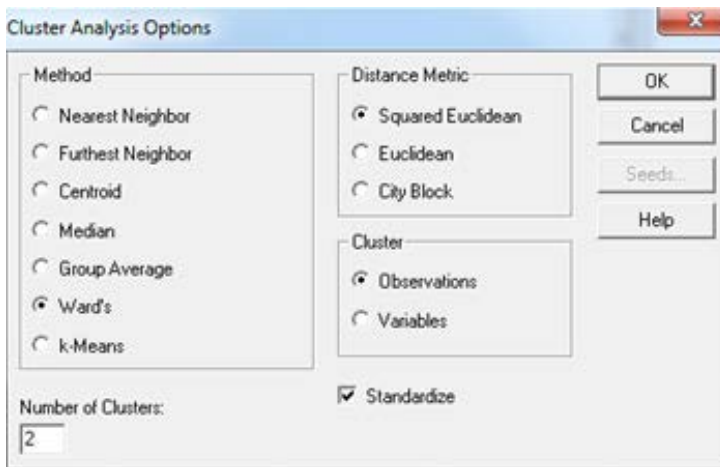 Cluster Analysis Options
Method
Nearest Neighbor
Furthest Neighbor
Centroid
Median
Group Average
Ward's
k-Means
Number of Clusters:
2
Distance Metric
Squared Euclidean
Euclidean
City Block
Cluster
Observations
Variables
Standardize
OK
Cancel
Seeds...
Help